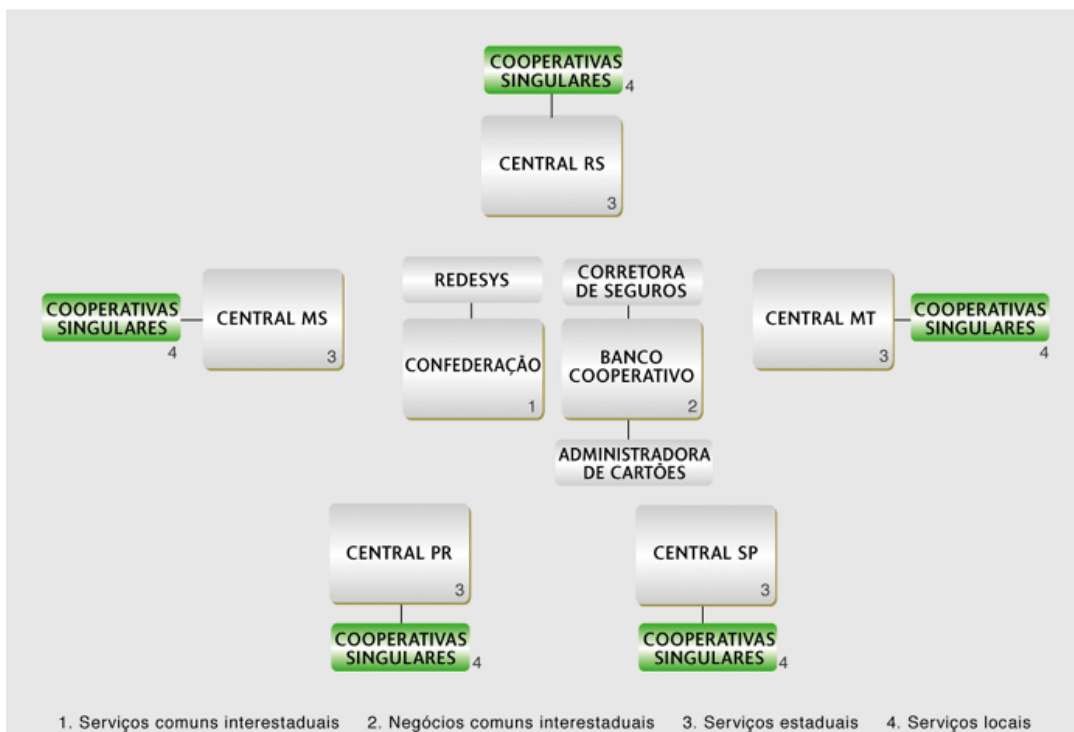 COOPERATIVAS
SINGULARES
4
CENTRAL RS
3
REDESYS
CORRETORA
DE SEGUROS
COOPERATIVAS
SINGULARES
4
CENTRAL MS
3
CONFEDERAÇÃO
1
BANCO
COOPERATIVO
2
CENTRAL MT
3
COOPERATIVAS
SINGULARES
4
ADMINISTRADORA
DE CARTÕES
CENTRAL PR
3
CENTRAL SP
3
COOPERATIVAS
SINGULARES
4
COOPERATIVAS
SINGULARES
4
1. Serviços comuns interestaduais 2. Negócios comuns interestaduais 3. Serviços estaduais 4. Serviços locais